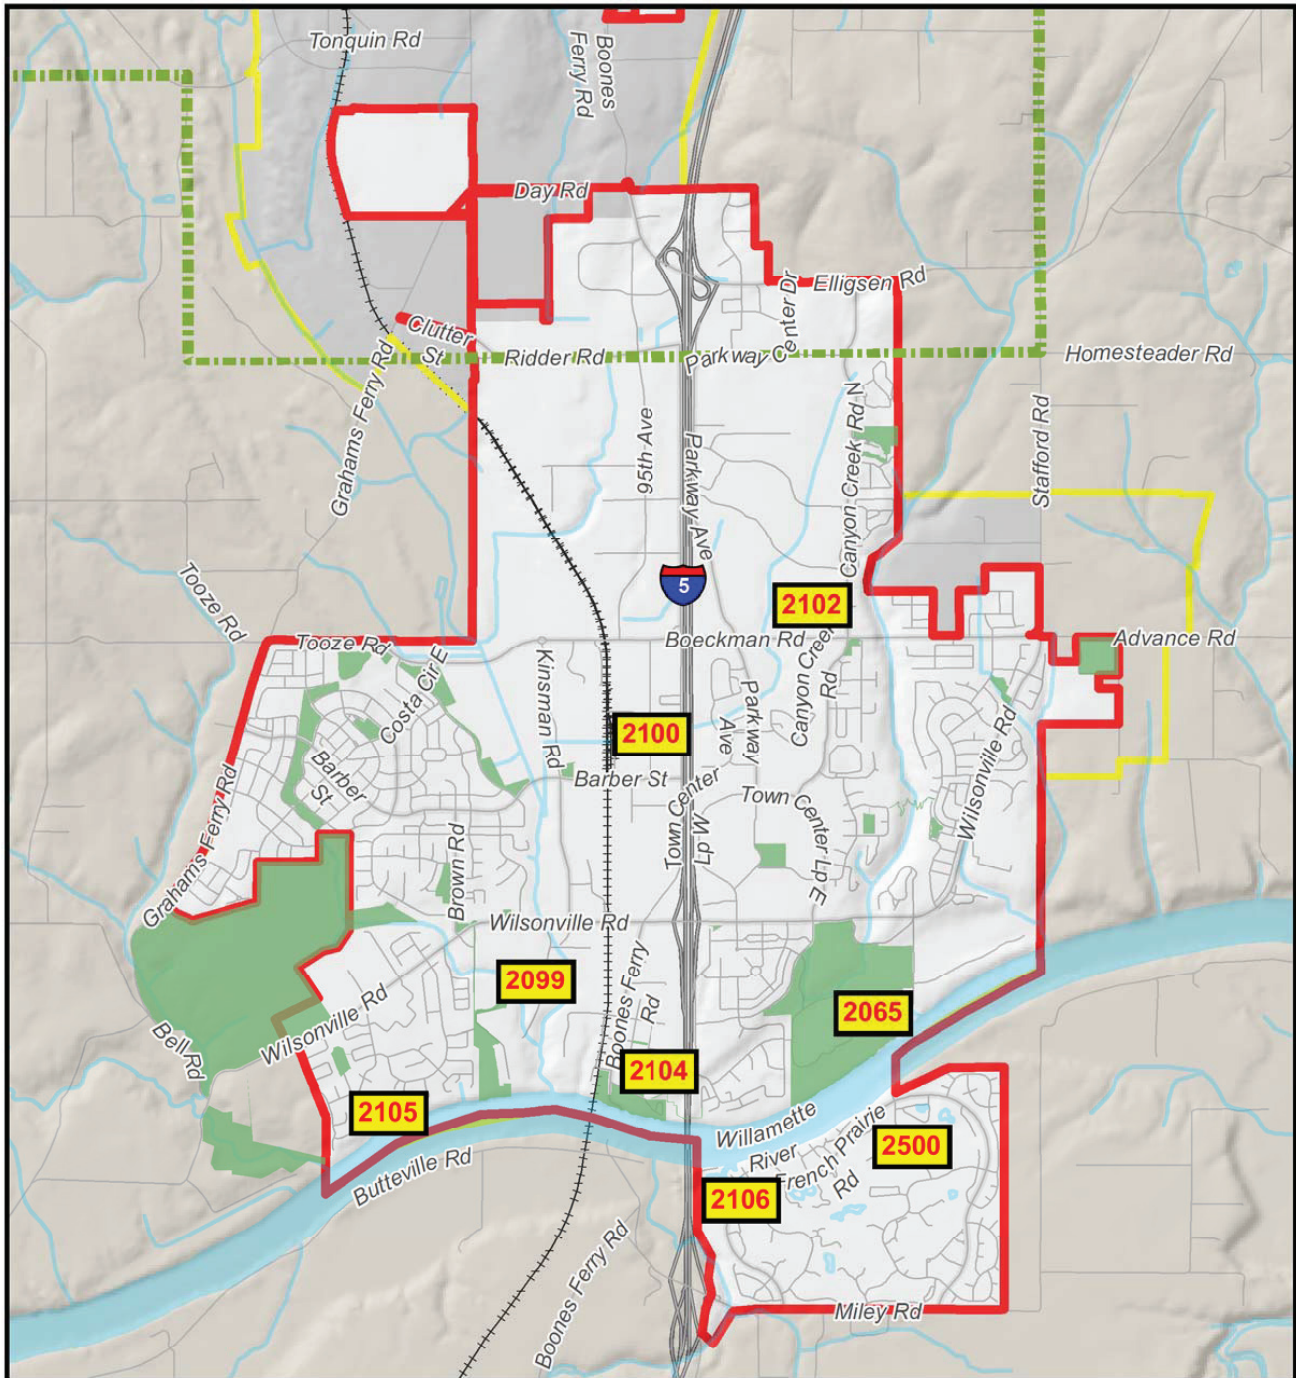 Tonquin Rd
Boones
Ferry Rd
Day Rd
Elligsen Rd
Clutter
St
Ridder Rd
Parkway Center Dr
Homesteader Rd
Grahams Ferry Rd
95th Ave
Parkway Ave
Canyon Creek Rd N
Stafford Rd
5
Tooze Rd
2102
Tooze Rd
Boeckman Rd
Advance Rd
Costa Cir E
Kinsman Rd
Canyon Creek
Rd
Parkway
Ave
2100
Wilsonville Rd
Barber
St
Barber St
Town Center
Lp W
Town Center Lp E
Grahams Ferry Rd
Brown Rd
Wilsonville Rd
2099
Boones Ferry
Rd
2065
Wilsonville Rd
Bell Rd
2104
2105
Willamette
River
French Prairie
Rd
2500
Butteville Rd
2106
Boones Ferry Rd
Miley Rd